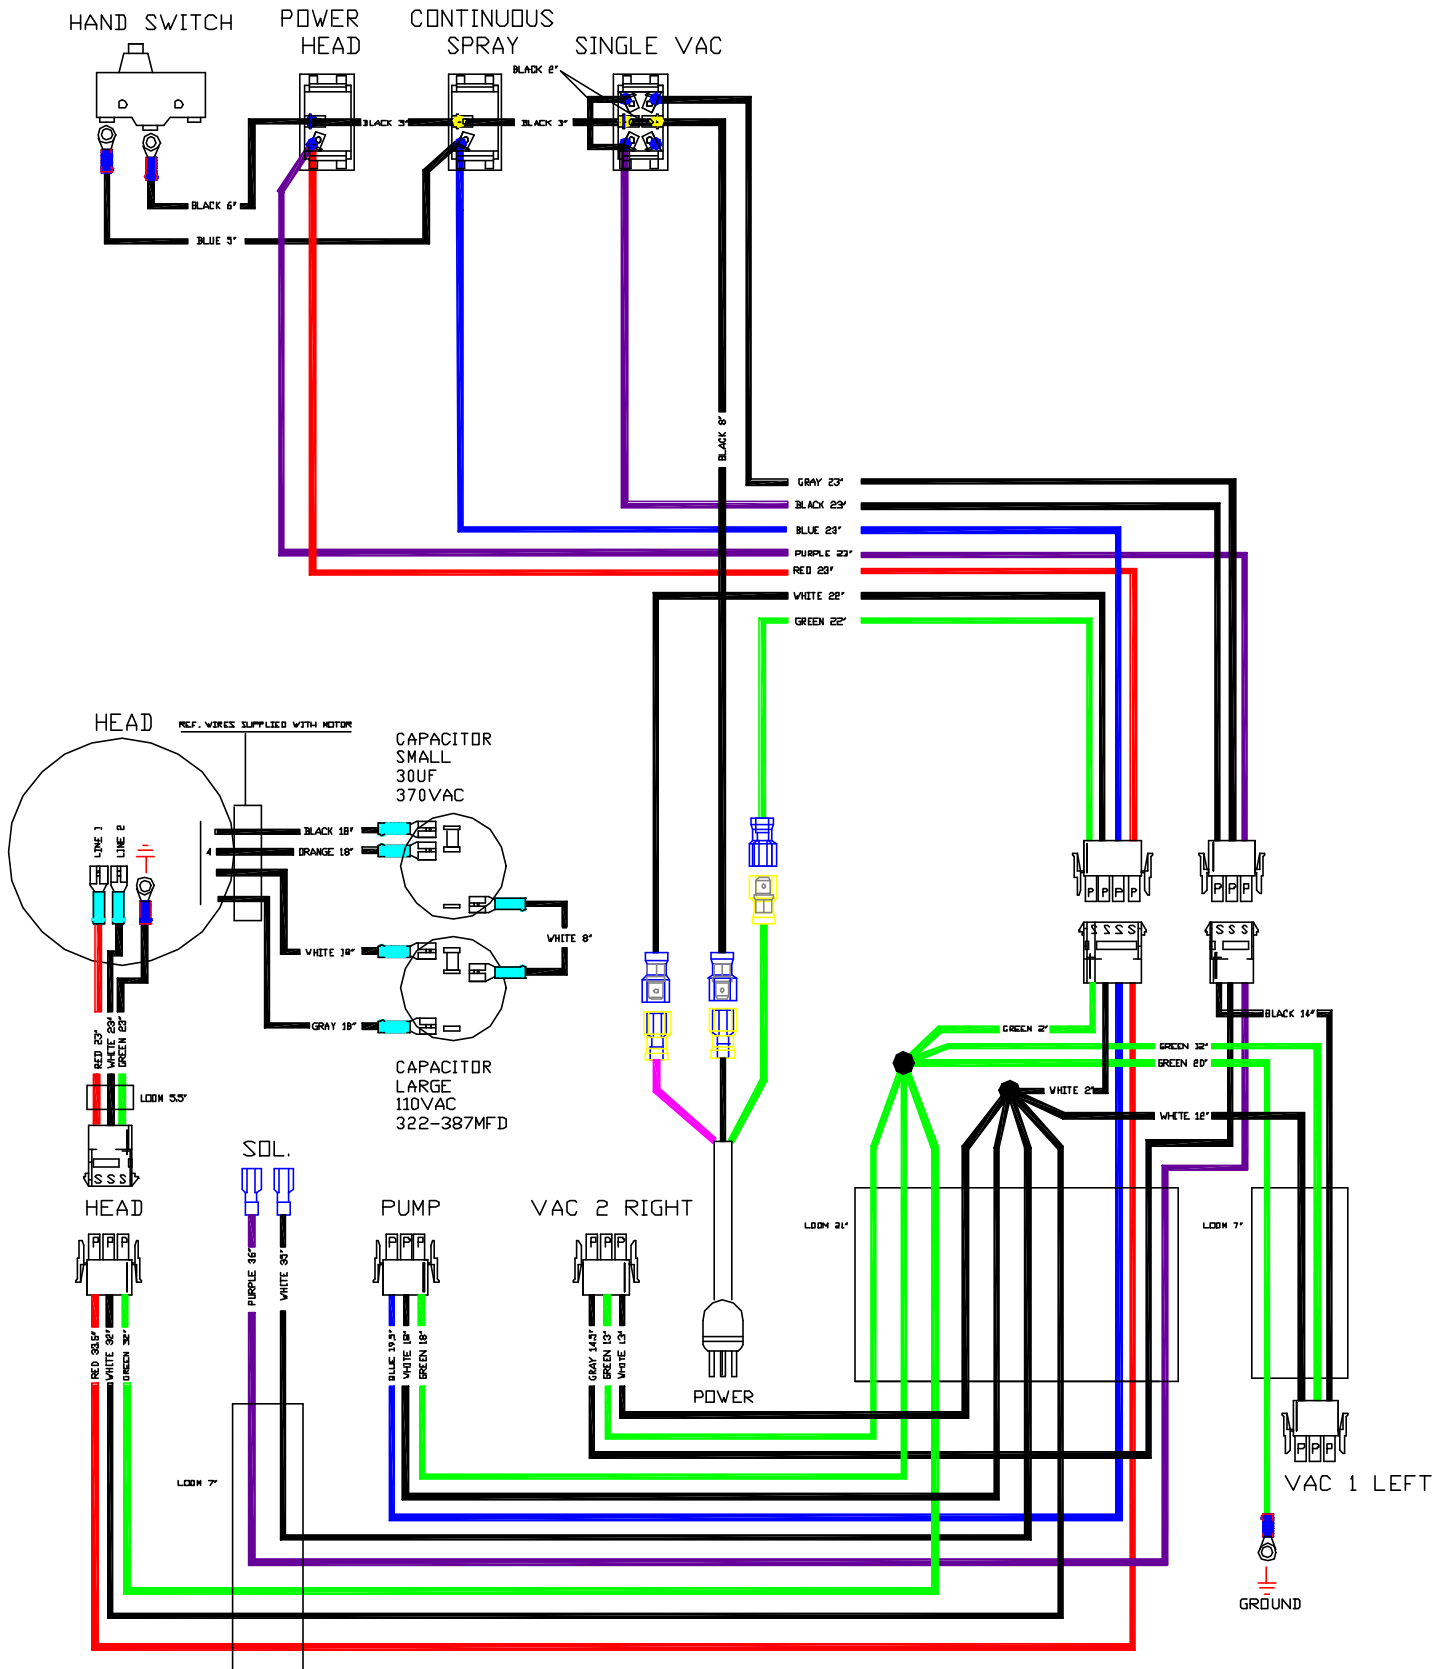 HAND SWITCH
POWER
HEAD
CONTINUOUS
SPRAY
SINGLE VAC
BLACK 2"
BLACK 3"
BLACK 3"
BLACK 6"
BLUE 5"
BLACK 8"
GRAY 23"
BLACK 23"
BLUE 23"
PURPLE 23"
RED 23"
WHITE 22"
GREEN 22"
HEAD
REF. WIRES SUPPLIED WITH MOTOR
CAPACITOR
SMALL
30UF
370VAC
LINE 1
LINE 2
4
BLACK 18"
ORANGE 18"
WHITE 18"
GRAY 18"
WHITE 8"
CAPACITOR
LARGE
110VAC
322-387MFD
RED 23"
WHITE 23"
GREEN 23"
LOOM 5.5"
S S S
HEAD
P P P
RED 33.5"
WHITE 32"
GREEN 32"
SOL.
PURPLE 36"
WHITE 35"
LOOM 7"
PUMP
P P P
BLUE 19.5"
WHITE 18"
GREEN 18"
VAC 2 RIGHT
P P P
GRAY 14.5"
GREEN 13"
WHITE 13"
POWER
P P P P
P P P
S S S S
S S S
GREEN 2"
BLACK 14"
GREEN 12"
GREEN 20"
WHITE 2"
WHITE 12"
LOOM 21"
LOOM 7"
P P P
VAC 1 LEFT
GROUND